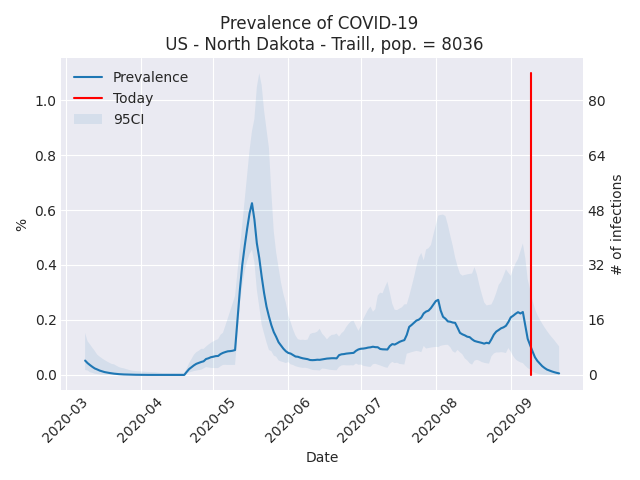 Prevalence of COVID-19
US - North Dakota - Traill, pop. = 8036
Prevalence
Today
95CI
1.0
0.8
0.6
0.4
0.2
0.0
%
80
64
48
32
16
0
# of infections
2020-03
2020-04
2020-05
2020-06
2020-07
2020-08
2020-09
Date